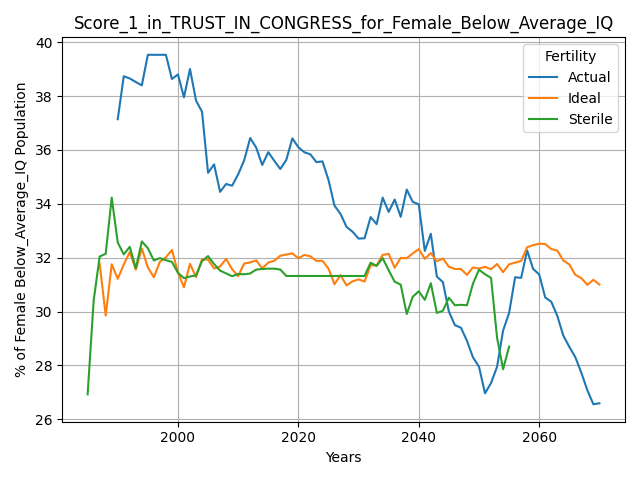 Score_1_in_TRUST_IN_CONGRESS_for_Female_Below_Average_IQ
% of Female Below_Average_IQ Population
40
38
36
34
32
30
28
26
Fertility
Actual
Ideal
Sterile
2000 2020 2040 2060
Years